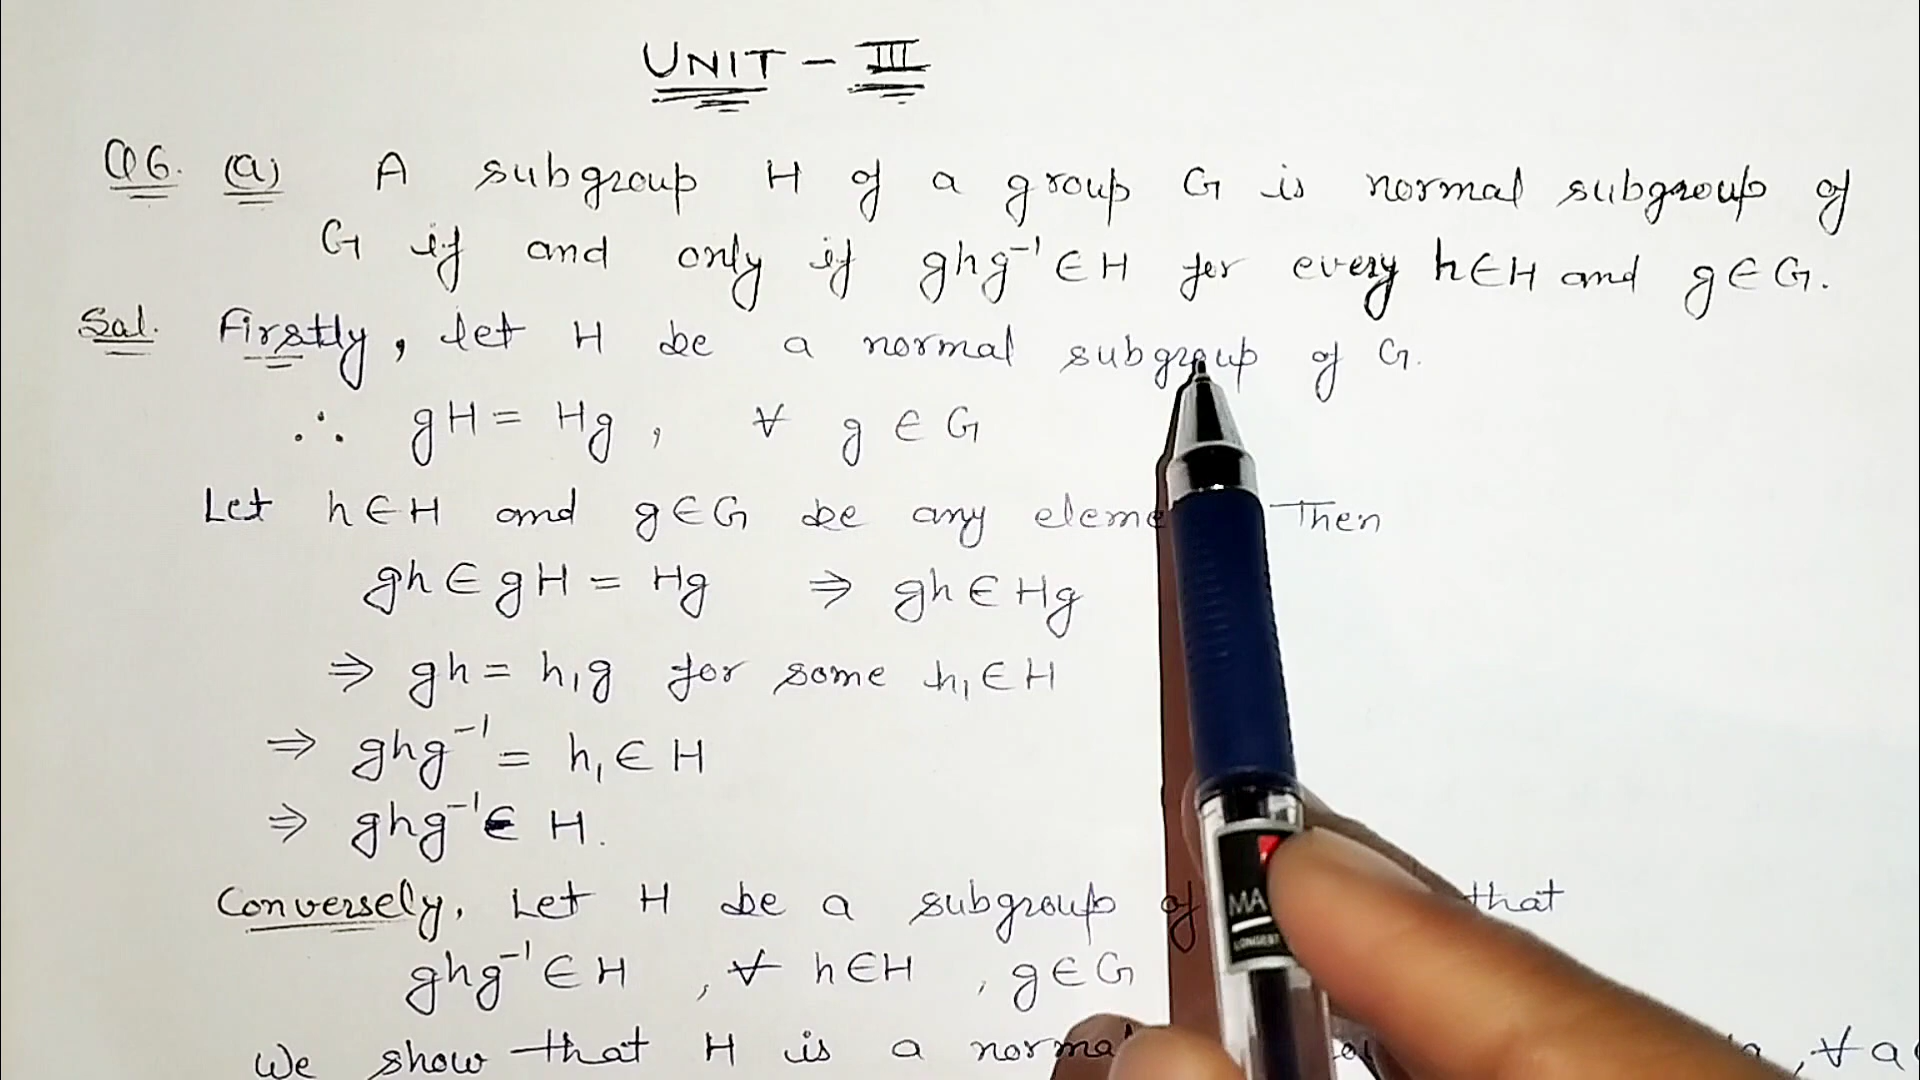 UNIT - III
Q6. (a) A subgroup H of a group G is normal subgroup of
G if and only if ghg⁻¹ ∈ H for every h∈H and g∈G.
Sol. Firstly, let H be a normal subgroup of G.
∴ gH = Hg, ∀ g ∈ G
Let h∈H and g∈G be any Then
gh ∈ gH = Hg ⇒ gh ∈ Hg
⇒ gh = h₁g for some h₁∈H
⇒ ghg⁻¹ = h₁ ∈ H
⇒ ghg⁻¹ ∈ H.
Conversely, Let H be a subgroup of that
ghg⁻¹ ∈ H, ∀ h∈H, g∈G
We show that H is a , ∀ a
MA
LONGEST